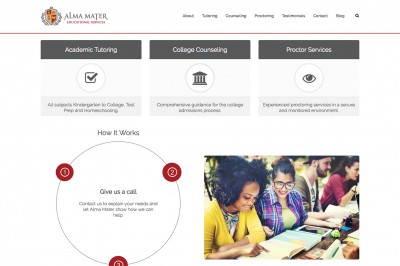 ALMA MATER
EDUCATIONAL SERVICES
About Tutoring Counseling Proctoring Testimonials Contact Blog
Academic Tutoring
College Counseling
Proctor Services
All subjects Kindergarten to College, Test
Prep and Homeschooling.
Comprehensive guidance for the college
admissions process.
Experienced proctoring services in a secure
and monitored environment.
How It Works
1
2
Give us a call.
Contact us to explain your needs and
let Alma Mater show how we can
help.
3